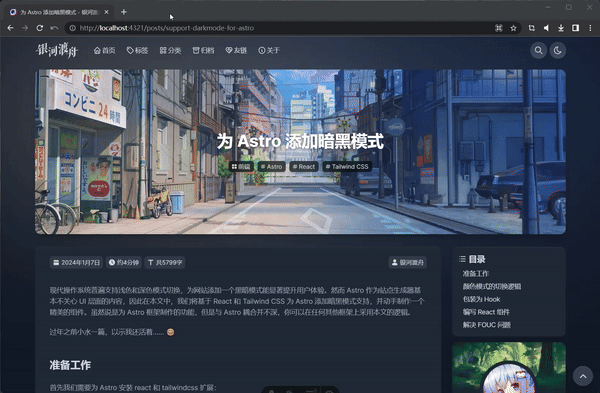 为 Astro 添加暗黑模式 - 银河渡
localhost:4321/posts/support-darkmode-for-astro
银河渡舟
首页
标签
分类
归档
友链
关于
コンビニ 24時間
为 Astro 添加暗黑模式
前端 # Astro # React # Tailwind CSS
2024年1月7日 约4分钟 共5799字 银河渡舟
目录
准备工作
颜色模式的切换逻辑
包装为 Hook
编写 React 组件
解决 FOUC 问题
现代操作系统普遍支持浅色和深色模式切换，为网站添加一个黑暗模式能显著提升用户体验。然而 Astro 作为站点生成器基
本不关心 UI 层面的内容，因此在本文中，我们将基于 React 和 Tailwind CSS 为 Astro 添加暗黑模式支持，并动手制作一个
精美的组件。虽然说是为 Astro 框架制作的功能，但是与 Astro 耦合并不深，你可以在任何其他框架上采用本文的逻辑。
过年之前小水一篇，以示我还活着......
准备工作
首先我们需要为 Astro 安装 react 和 tailwindcss 扩展：